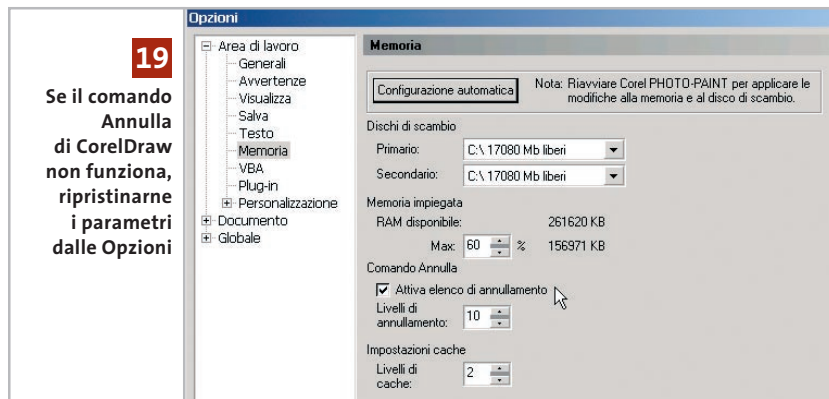 19
Se il comando
Annulla
di CorelDraw
non funziona,
ripristinarne
i parametri
dalle Opzioni
Opzioni
Area di lavoro
Generali
Avvertenze
Visualizza
Salva
Testo
Memoria
VBA
Plug-in
Personalizzazione
Documento
Globale
Memoria
Configurazione automatica
Nota: Riavviare Corel PHOTO-PAINT per applicare le
modifiche alla memoria e al disco di scambio.
Dischi di scambio
Primario: C:\ 17080 Mb liberi
Secondario: C:\ 17080 Mb liberi
Memoria impiegata
RAM disponibile: 261620 KB
Max: 60 % 156971 KB
Comando Annulla
Attiva elenco di annullamento
Livelli di
annullamento: 10
Impostazioni cache
Livelli di
cache: 2